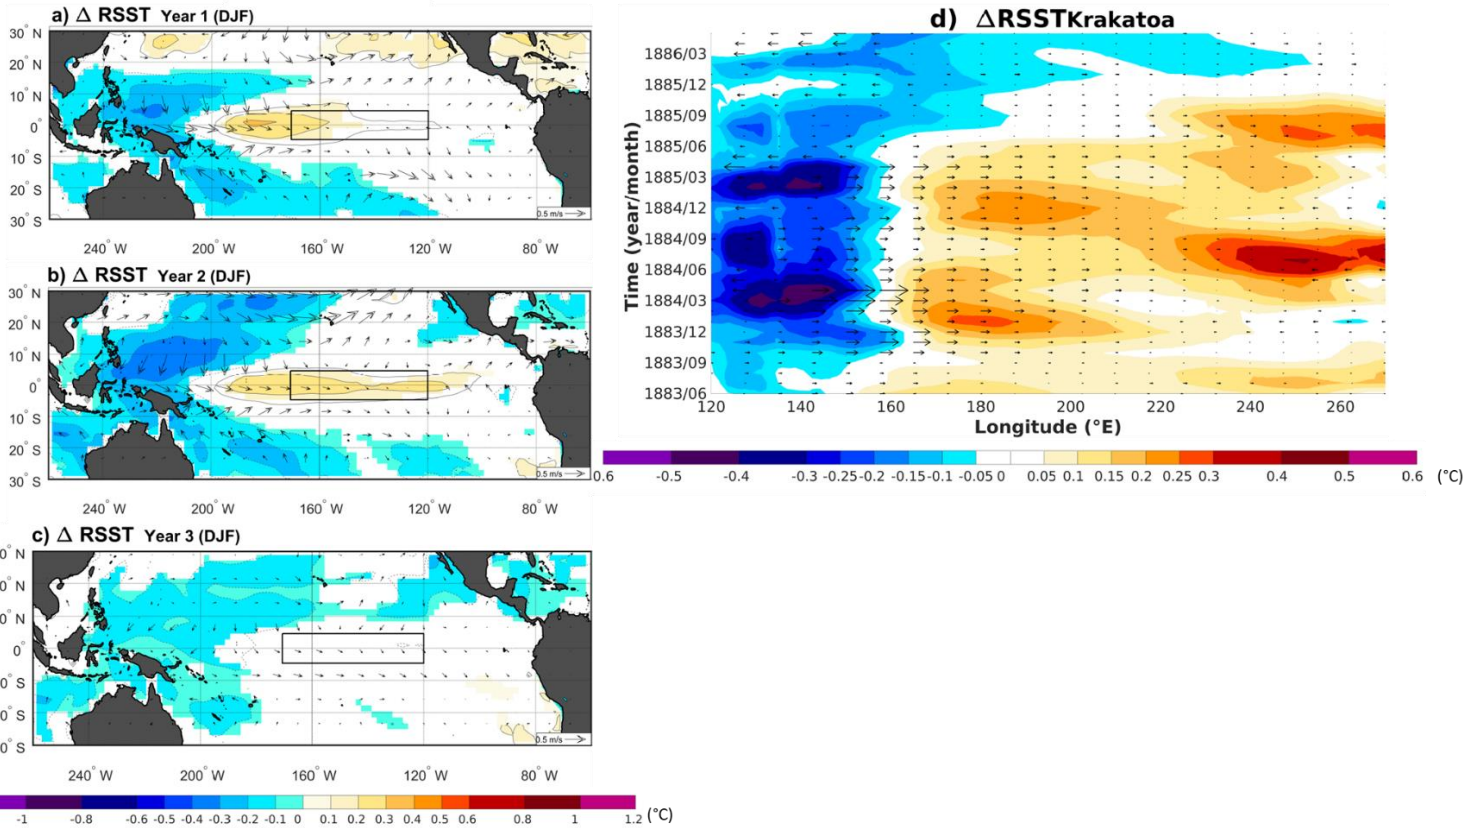 a) Δ RSST Year 1 (DJF)
30° N
20° N
10° N
0°
10° S
20° S
30° S
0.5 m/s
240° W 200° W 160° W 120° W 80° W
b) Δ RSST Year 2 (DJF)
30° N
20° N
10° N
0°
10° S
20° S
30° S
0.5 m/s
240° W 200° W 160° W 120° W 80° W
c) Δ RSST Year 3 (DJF)
0° N
0° N
0° N
0°
0° S
0° S
0° S
0.5 m/s
240° W 200° W 160° W 120° W 80° W
-1 -0.8 -0.6 -0.5 -0.4 -0.3 -0.2 -0.1 0 0.1 0.2 0.3 0.4 0.5 0.6 0.8 1 1.2 (°C)
d) ΔRSSTKrakatoa
Time (year/month)
1886/03
1885/12
1885/09
1885/06
1885/03
1884/12
1884/09
1884/06
1884/03
1883/12
1883/09
1883/06
120 140 160 180 200 220 240 260
Longitude (°E)
0.6 -0.5 -0.4 -0.3 -0.25 -0.2 -0.15 -0.1 -0.05 0 0.05 0.1 0.15 0.2 0.25 0.3 0.4 0.5 0.6 (°C)